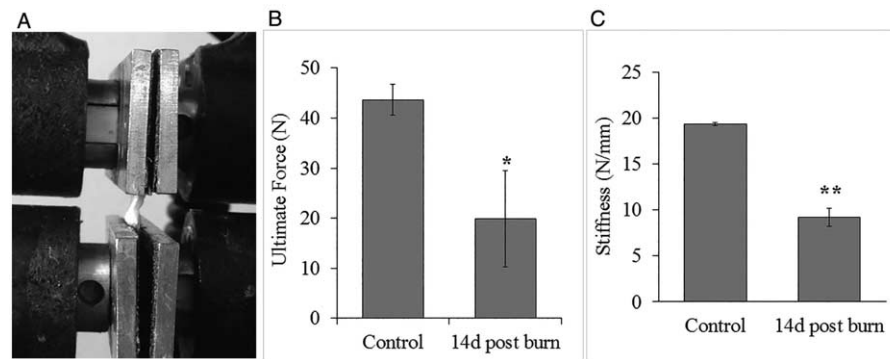 A
B
Ultimate Force (N)
50
40
30
20
10
0
*
Control
14d post burn
C
Stiffness (N/mm)
25
20
15
10
5
0
**
Control
14d post burn